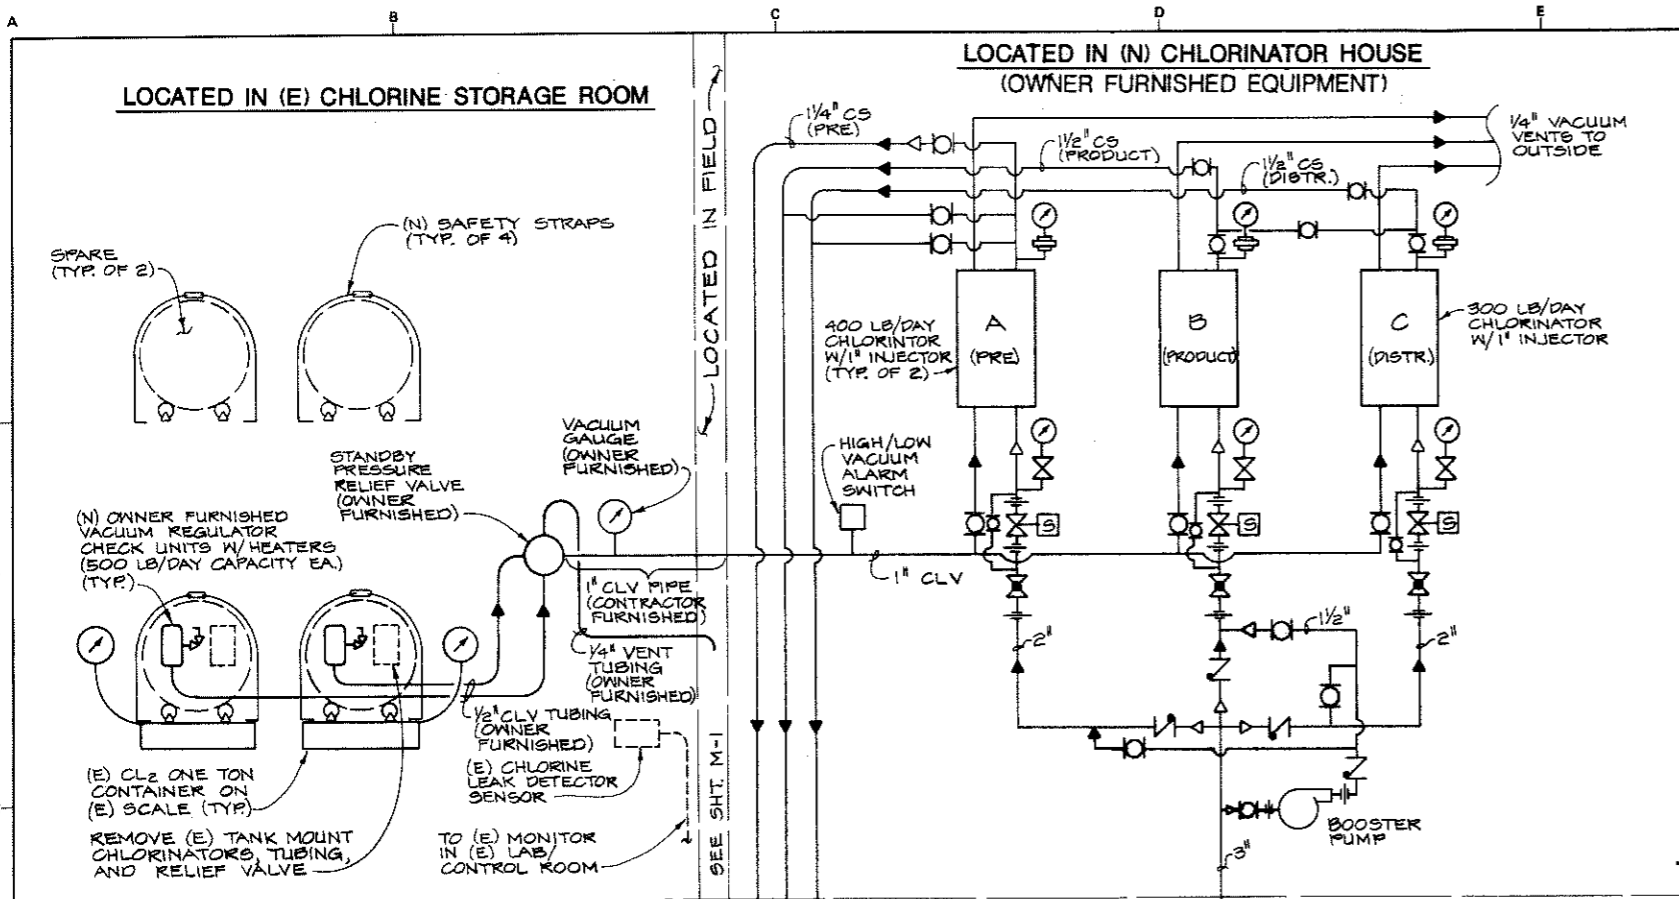 A
B
C
D
E
LOCATED IN (E) CHLORINE STORAGE ROOM
LOCATED IN FIELD
SEE SHT. M-1
LOCATED IN (N) CHLORINATOR HOUSE
(OWNER FURNISHED EQUIPMENT)
1/4" CS
(PRE)
1 1/2" CS
(PRODUCT)
1 1/2" CS
(DISTR.)
1/4" VACUUM
VENTS TO
OUTSIDE
SPARE
(TYP. OF 2)
(N) SAFETY STRAPS
(TYP. OF 4)
400 LB/DAY
CHLORINTOR
W/1" INJECTOR
(TYP. OF 2)
A
(PRE)
B
(PRODUCT)
C
(DISTR.)
300 LB/DAY
CHLORINATOR
W/1" INJECTOR
STANDBY
PRESSURE
RELIEF VALVE
(OWNER
FURNISHED)
VACUUM
GAUGE
(OWNER
FURNISHED)
HIGH/LOW
VACUUM
ALARM
SWITCH
(N) OWNER FURNISHED
VACUUM REGULATOR
CHECK UNITS W/HEATERS
(500 LB/DAY CAPACITY EA.)
(TYP.)
S
S
S
1" CLV PIPE
(CONTRACTOR
FURNISHED)
1" CLV
1/4" VENT
TUBING
(OWNER
FURNISHED)
2"
1 1/2"
2"
1/2" CLV TUBING
(OWNER
FURNISHED)
(E) CHLORINE
LEAK DETECTOR
SENSOR
(E) CL2 ONE TON
CONTAINER ON
(E) SCALE (TYP.)
REMOVE (E) TANK MOUNT
CHLORINATORS, TUBING,
AND RELIEF VALVE
TO (E) MONITOR
IN (E) LAB/
CONTROL ROOM
BOOSTER
PUMP
3"